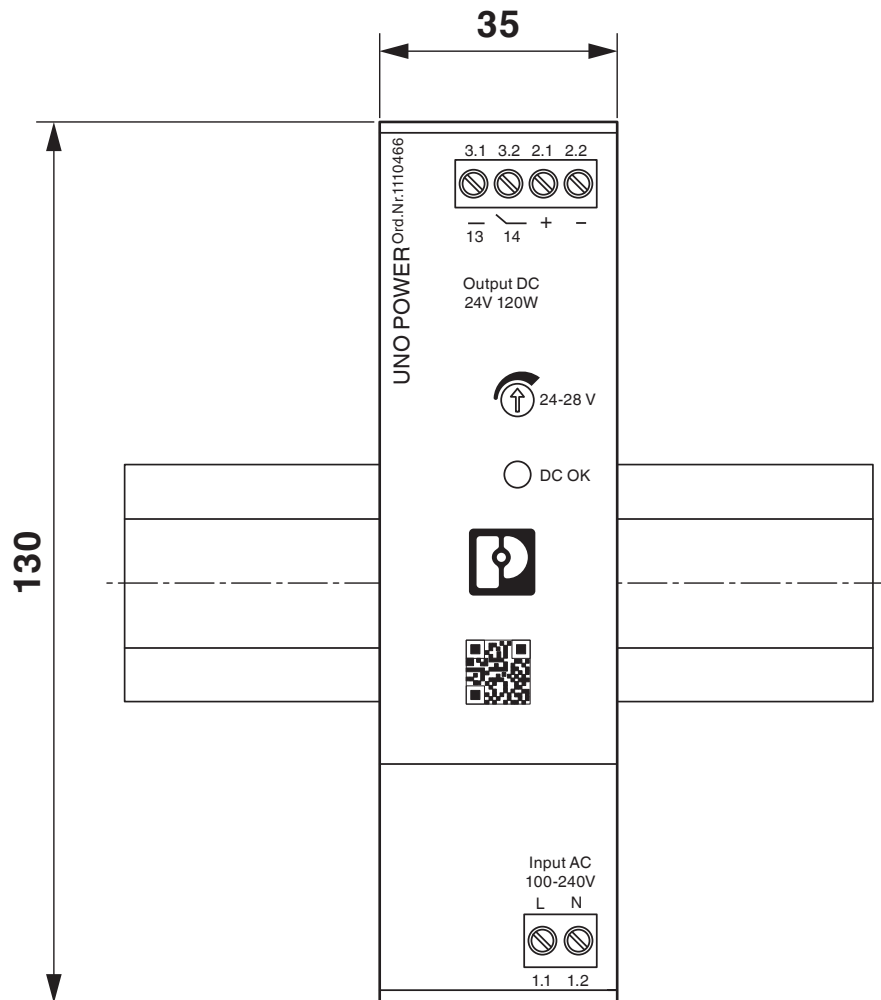 35
130
UNO POWER Ord.Nr.1110466
3.1 3.2 2.1 2.2
13 14 + −
Output DC
24V 120W
24-28 V
DC OK
Input AC
100-240V
L N
1.1 1.2